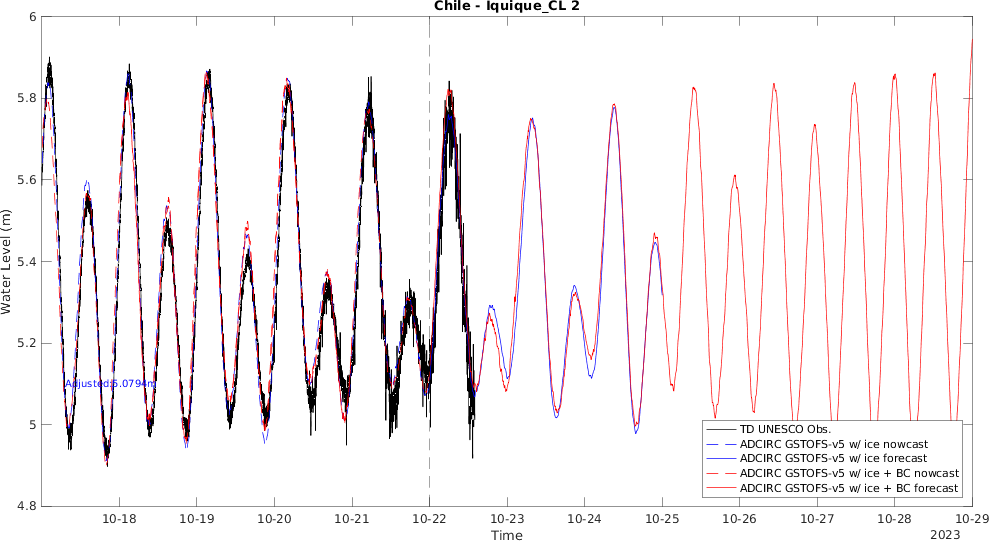 Chile - Iquique_CL 2
Water Level (m)
6
5.8
5.6
5.4
5.2
5
4.8
Adjusted:5.0794m
TD UNESCO Obs.
ADCIRC GSTOFS-v5 w/ ice nowcast
ADCIRC GSTOFS-v5 w/ ice forecast
ADCIRC GSTOFS-v5 w/ ice + BC nowcast
ADCIRC GSTOFS-v5 w/ ice + BC forecast
10-18 10-19 10-20 10-21 10-22 10-23 10-24 10-25 10-26 10-27 10-28 10-29
Time
2023